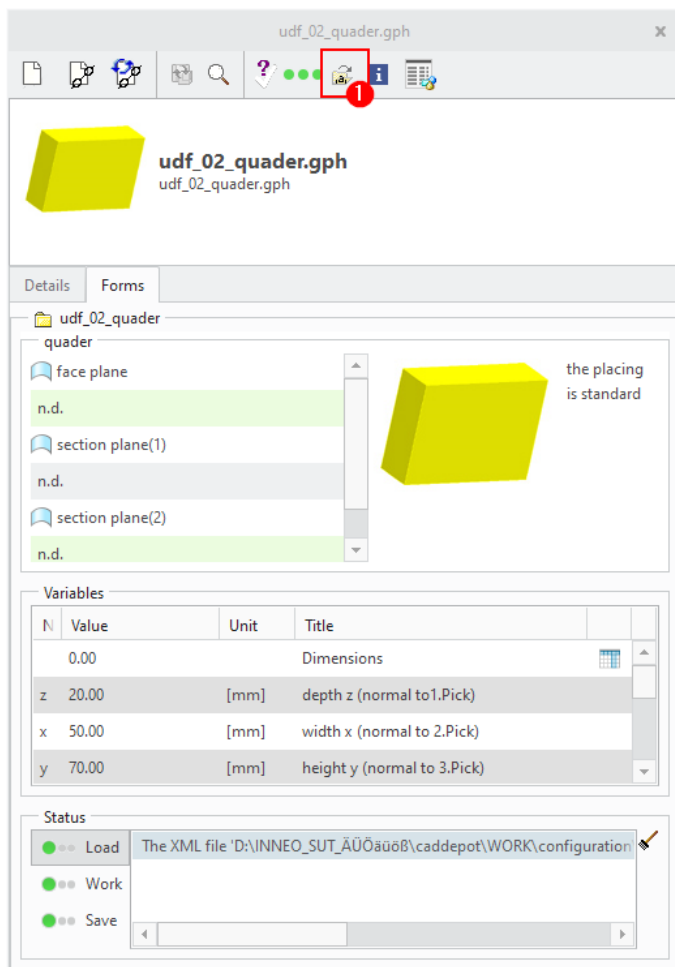 udf_02_quader.gph
?
i
1
udf_02_quader.gph
udf_02_quader.gph
Details Forms
udf_02_quader
quader
face plane
n.d.
section plane(1)
n.d.
section plane(2)
n.d.
the placing
is standard
Variables
N Value Unit Title
0.00 Dimensions
z 20.00 [mm] depth z (normal to1.Pick)
x 50.00 [mm] width x (normal to 2.Pick)
y 70.00 [mm] height y (normal to 3.Pick)
Status
Load The XML file 'D:\INNEO_SUT_ÄÜÖäüöß\caddepot\WORK\configuration
Work
Save